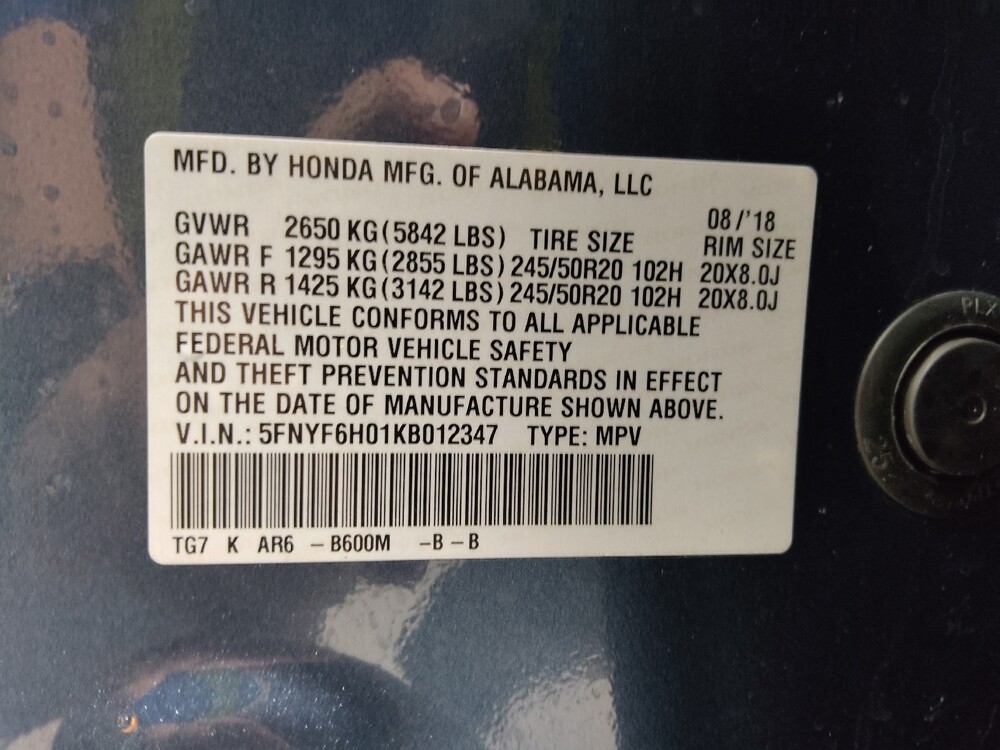 MFD. BY HONDA MFG. OF ALABAMA, LLC
08/'18
GVWR 2650 KG(5842 LBS) TIRE SIZE RIM SIZE
GAWR F 1295 KG(2855 LBS)245/50R20 102H 20X8.0J
GAWR R 1425 KG(3142 LBS)245/50R20 102H 20X8.0J
THIS VEHICLE CONFORMS TO ALL APPLICABLE
FEDERAL MOTOR VEHICLE SAFETY
AND THEFT PREVENTION STANDARDS IN EFFECT
ON THE DATE OF MANUFACTURE SHOWN ABOVE.
V.I.N.: 5FNYF6H01KB012347 TYPE: MPV
TG7 K AR6 – B600M –B – B